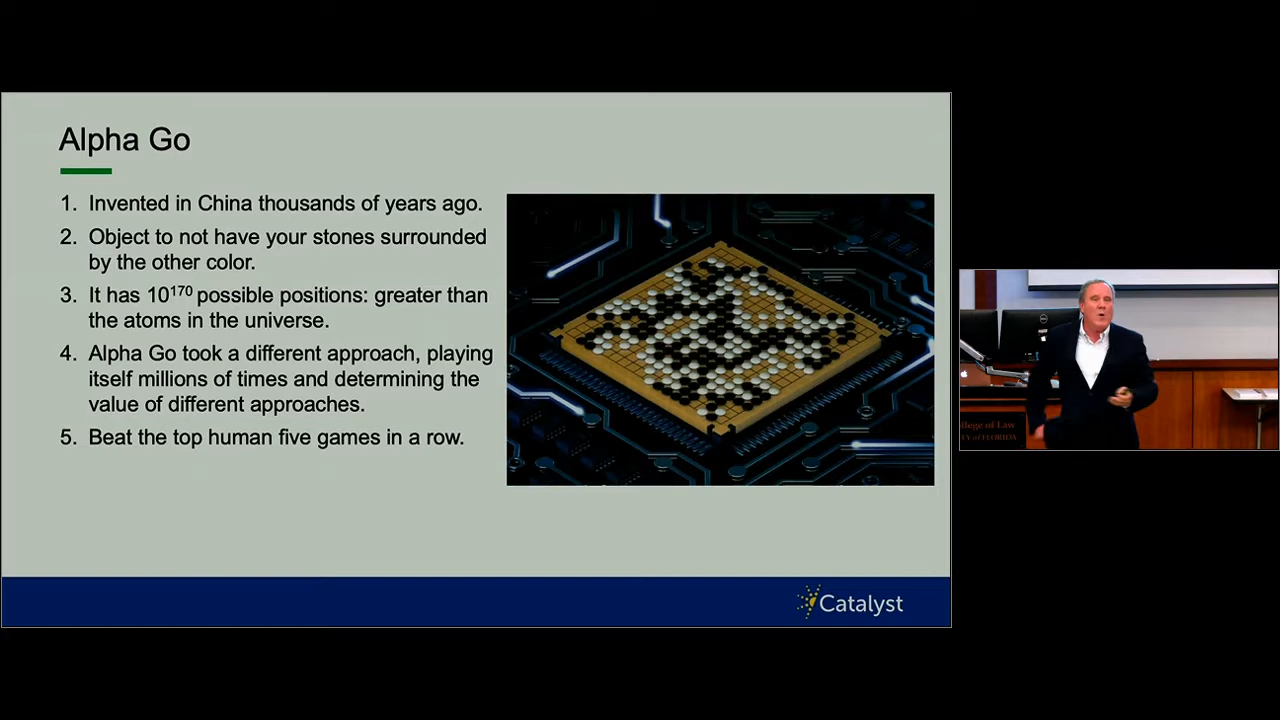 Alpha Go
1. Invented in China thousands of years ago.
2. Object to not have your stones surrounded
by the other color.
3. It has 10¹⁷⁰ possible positions: greater than
the atoms in the universe.
4. Alpha Go took a different approach, playing
itself millions of times and determining the
value of different approaches.
5. Beat the top human five games in a row.
Catalyst
College of Law